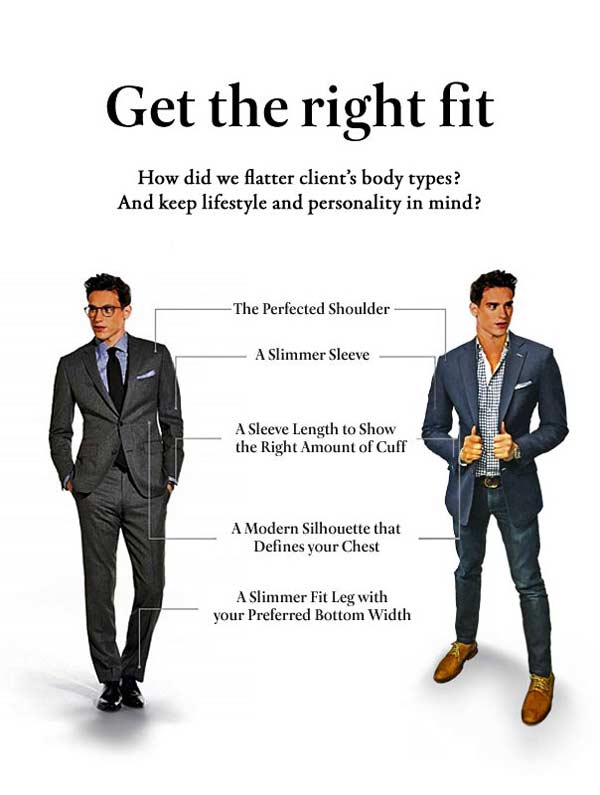 Get the right fit
How did we flatter client's body types?
And keep lifestyle and personality in mind?
The Perfected Shoulder
A Slimmer Sleeve
A Sleeve Length to Show
the Right Amount of Cuff
A Modern Silhouette that
Defines your Chest
A Slimmer Fit Leg with
your Preferred Bottom Width